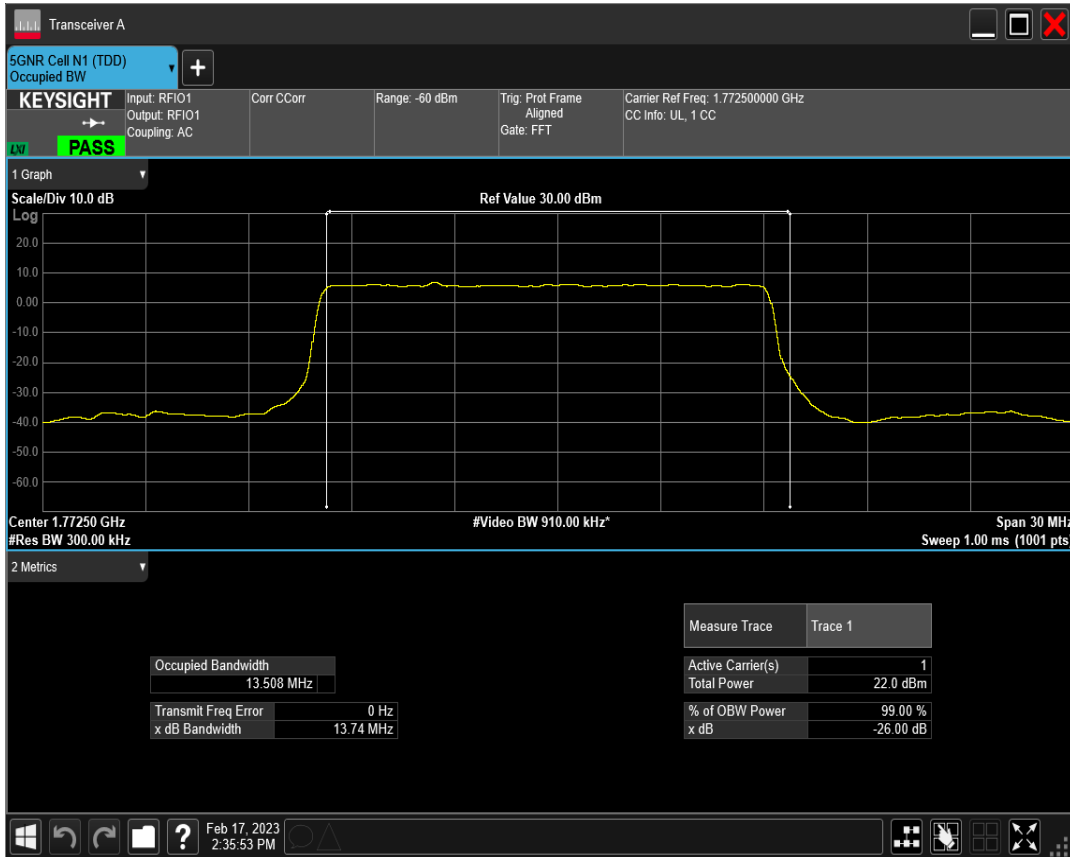 Transceiver A
5GNR Cell N1 (TDD)
Occupied BW
+
KEYSIGHT
LXI
PASS
Input: RFIO1
Output: RFIO1
Coupling: AC
Corr CCorr
Range: -60 dBm
Trig: Prot Frame
Aligned
Gate: FFT
Carrier Ref Freq: 1.772500000 GHz
CC Info: UL, 1 CC
1 Graph
Scale/Div 10.0 dB
Ref Value 30.00 dBm
Log
20.0
10.0
0.00
-10.0
-20.0
-30.0
-40.0
-50.0
-60.0
Center 1.77250 GHz
#Video BW 910.00 kHz*
Span 30 MHz
#Res BW 300.00 kHz
Sweep 1.00 ms (1001 pts)
2 Metrics
Measure Trace Trace 1
Occupied Bandwidth
13.508 MHz
Active Carrier(s) 1
Total Power 22.0 dBm
Transmit Freq Error 0 Hz
x dB Bandwidth 13.74 MHz
% of OBW Power 99.00 %
x dB -26.00 dB
?
Feb 17, 2023
2:35:53 PM